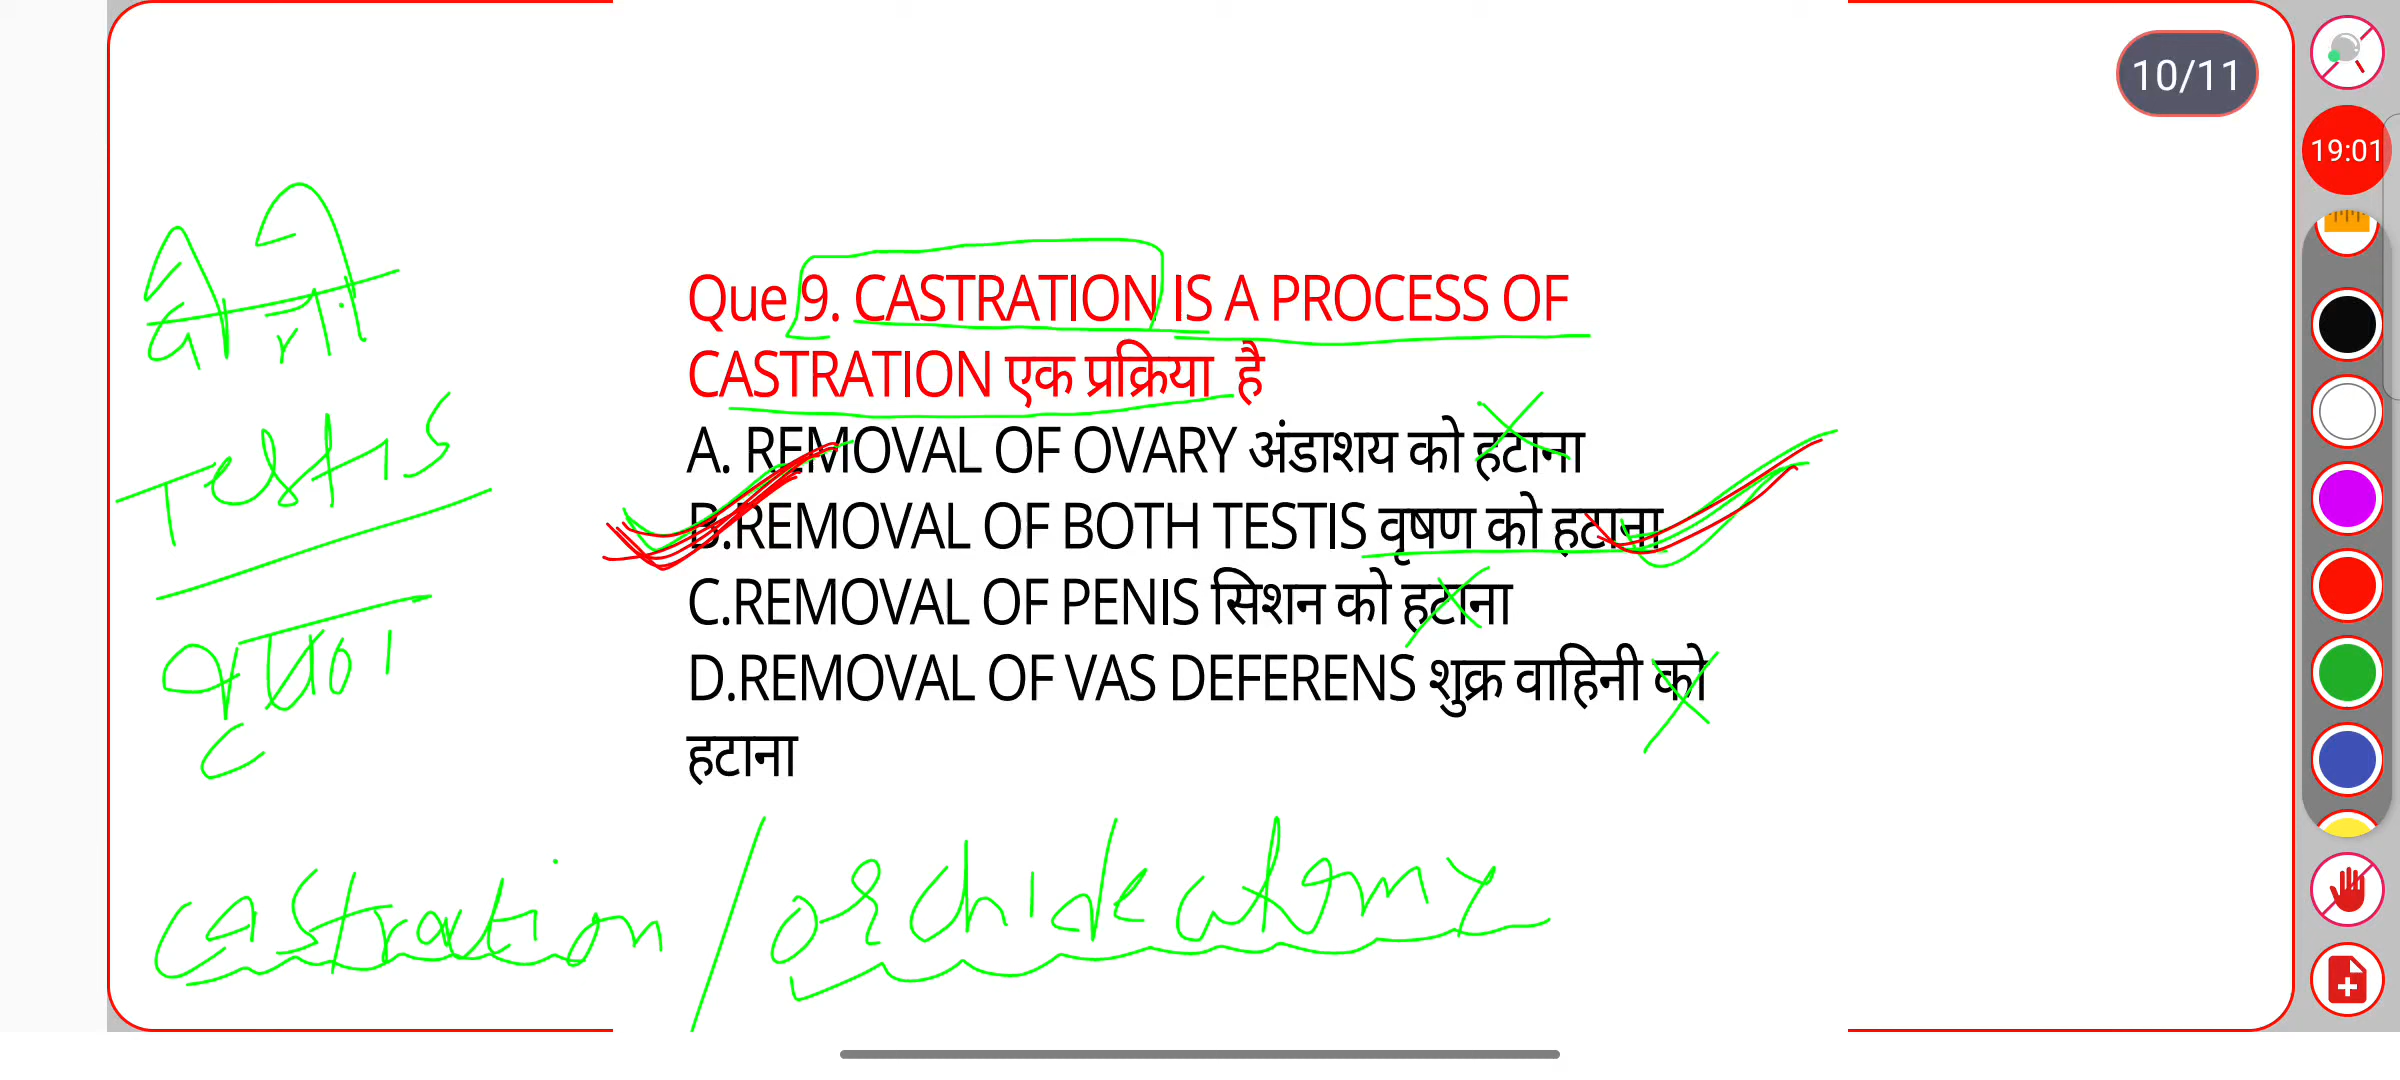 10/11
19:01
Que 9. CASTRATION IS A PROCESS OF
CASTRATION एक प्रक्रिया है
A. REMOVAL OF OVARY अंडाशय को हटाना
B.REMOVAL OF BOTH TESTIS वृषण को हटाना
C.REMOVAL OF PENIS सिशन को हटाना
D.REMOVAL OF VAS DEFERENS शुक्र वाहिनी को
हटाना
Testis
वृषण
castration / orchidectomy